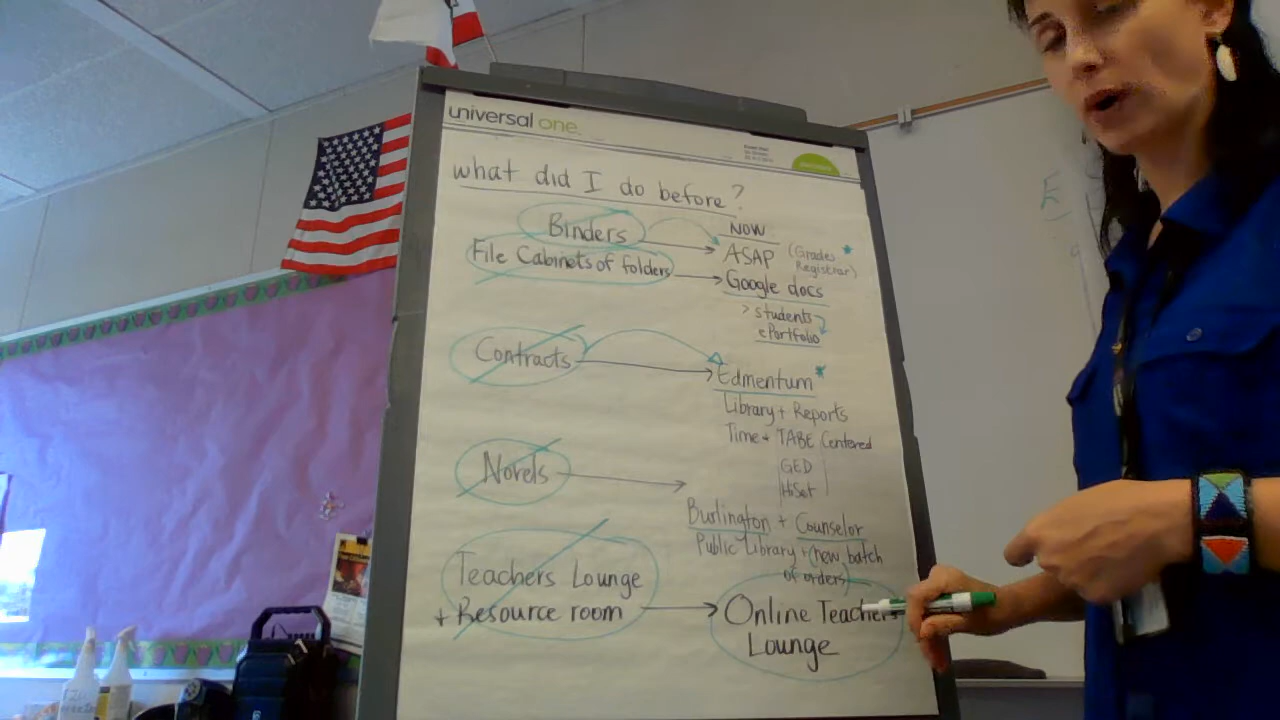 universal one.
what did I do before?
NOW
Binders
ASAP (Grades
Registrar)
File Cabinets of folders
Google docs
> students
ePortfolio
Contracts
Edmentum
Library + Reports
Time + TABE Centered
GED
HiSet
Novels
Burlington + Counselor
Public Library + (new batch
of orders)
Teachers Lounge
+ Resource room
Online Teachers
Lounge